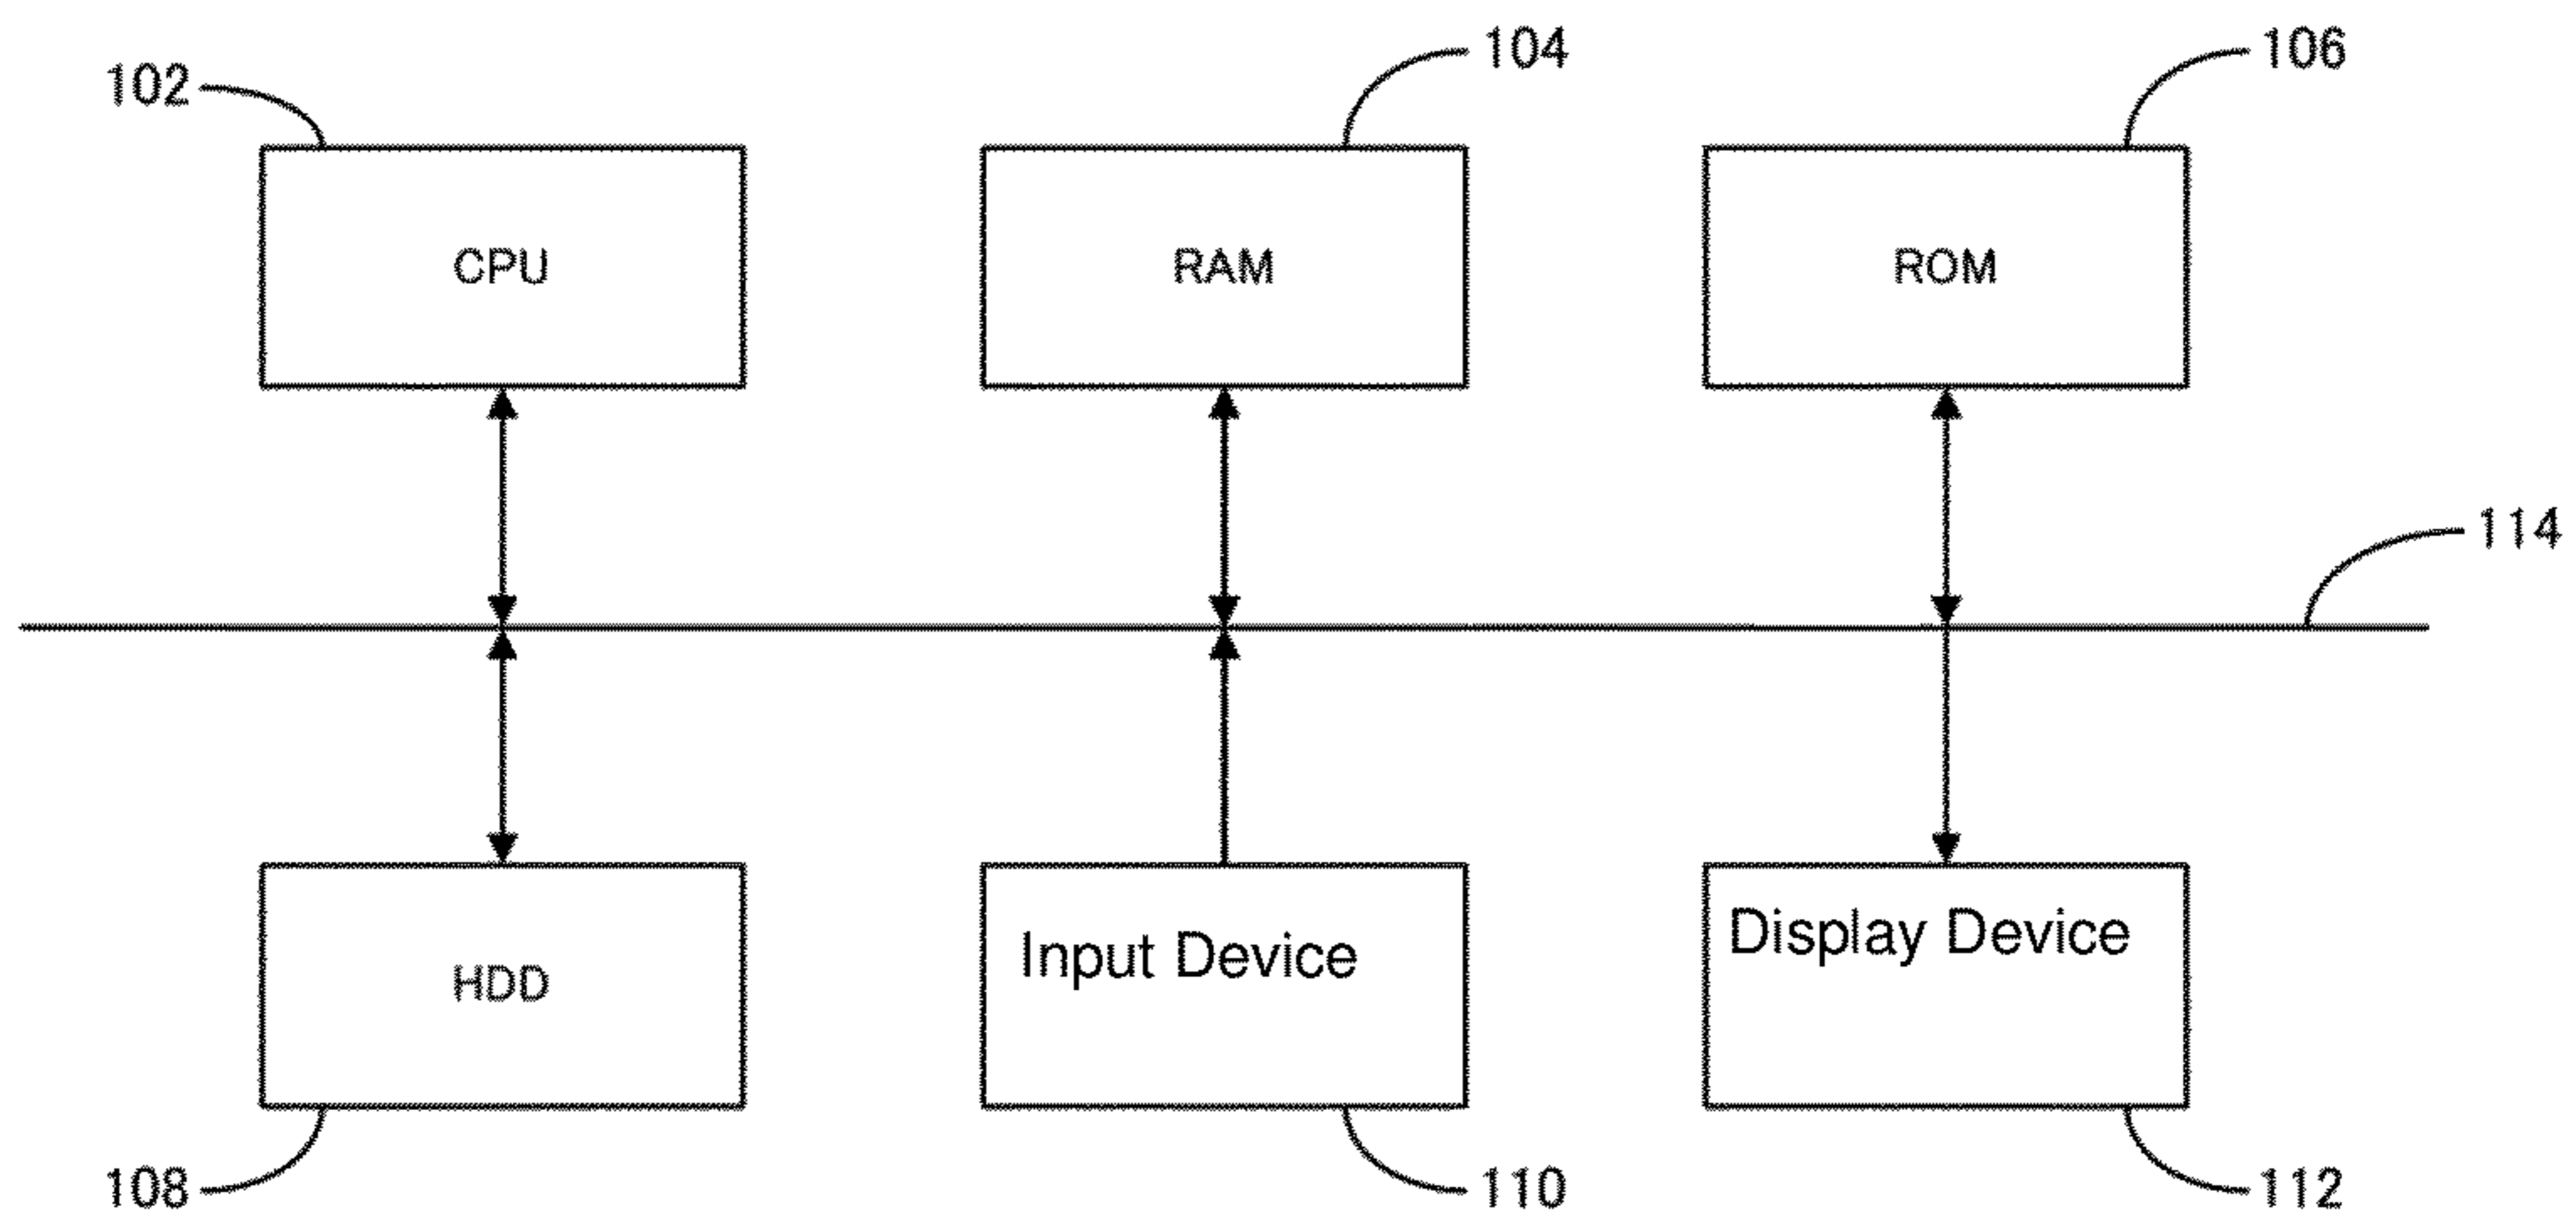 102
104
106
CPU
RAM
ROM
114
HDD
Input Device
Display Device
108
110
112